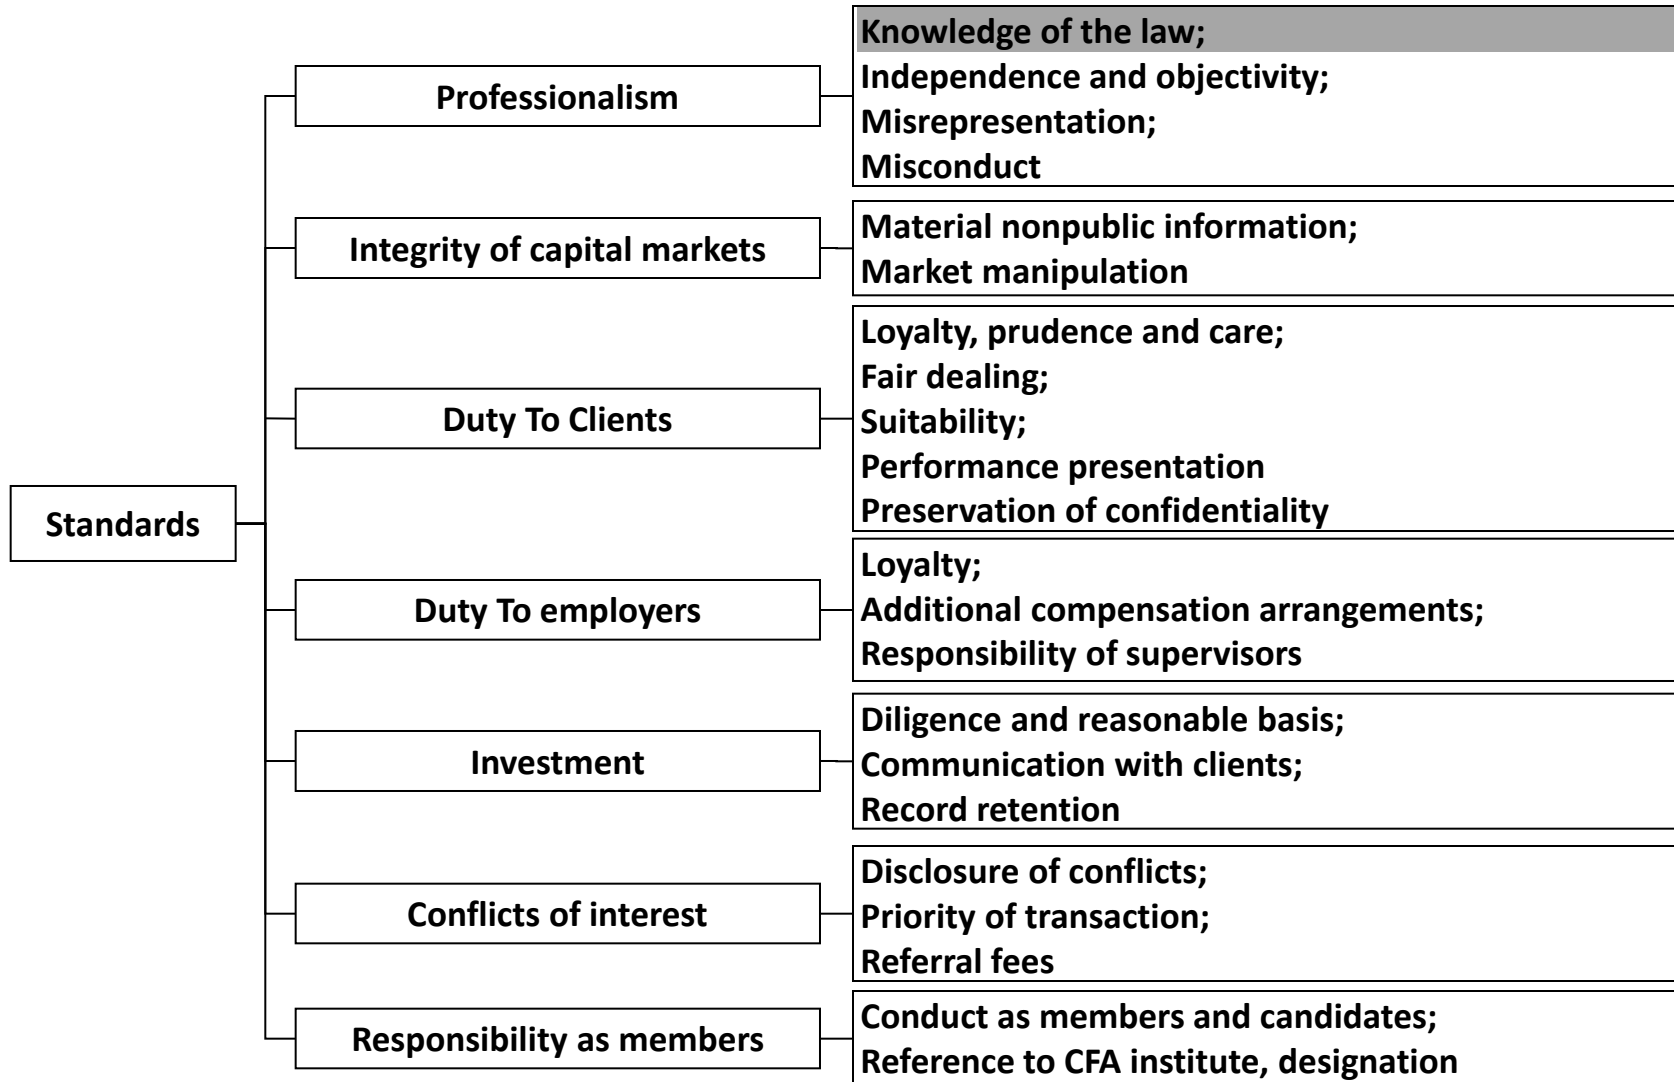 Standards
Professionalism
Knowledge of the law;
Independence and objectivity;
Misrepresentation;
Misconduct
Integrity of capital markets
Material nonpublic information;
Market manipulation
Duty To Clients
Loyalty, prudence and care;
Fair dealing;
Suitability;
Performance presentation
Preservation of confidentiality
Duty To employers
Loyalty;
Additional compensation arrangements;
Responsibility of supervisors
Investment
Diligence and reasonable basis;
Communication with clients;
Record retention
Conflicts of interest
Disclosure of conflicts;
Priority of transaction;
Referral fees
Responsibility as members
Conduct as members and candidates;
Reference to CFA institute, designation